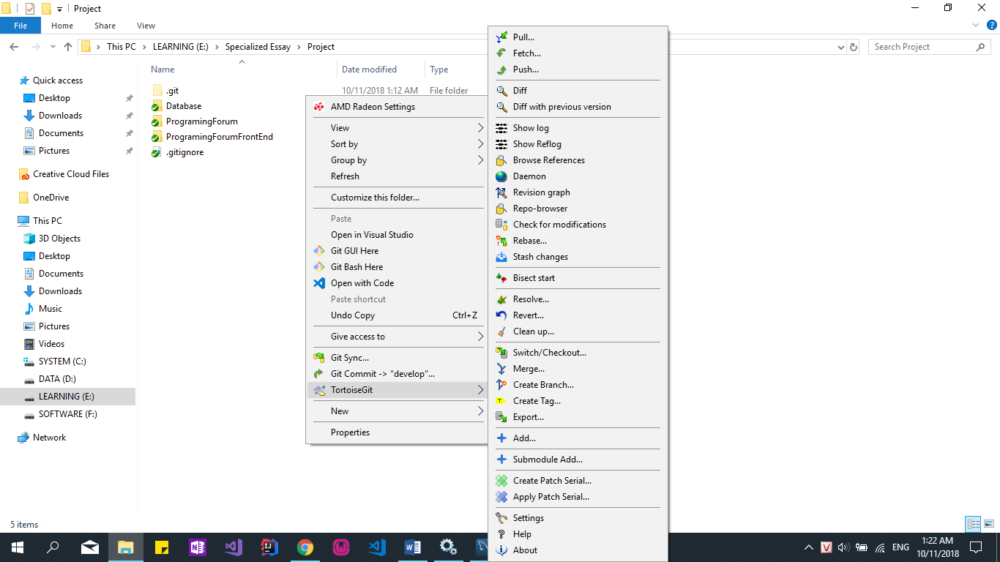 Project
File Home Share View
This PC LEARNING (E:) Specialized Essay Project
Search Project
Name Date modified Type
.git 10/11/2018 1:12 AM File folder
Database
ProgramingForum
ProgramingForumFrontEnd
.gitignore
Quick access
Desktop
Downloads
Documents
Pictures
Creative Cloud Files
OneDrive
This PC
3D Objects
Desktop
Documents
Downloads
Music
Pictures
Videos
SYSTEM (C:)
DATA (D:)
LEARNING (E:)
SOFTWARE (F:)
Network
AMD Radeon Settings
View
Sort by
Group by
Refresh
Customize this folder...
Paste
Open in Visual Studio
Git GUI Here
Git Bash Here
Open with Code
Paste shortcut
Undo Copy Ctrl+Z
Give access to
Git Sync...
Git Commit -> "develop"...
TortoiseGit
New
Properties
Pull...
Fetch...
Push...
Diff
Diff with previous version
Show log
Show Reflog
Browse References
Daemon
Revision graph
Repo-browser
Check for modifications
Rebase...
Stash changes
Bisect start
Resolve...
Revert...
Clean up...
Switch/Checkout...
Merge...
Create Branch...
Create Tag...
Export...
Add...
Submodule Add...
Create Patch Serial...
Apply Patch Serial...
Settings
Help
About
5 items
ENG
1:22 AM
10/11/2018